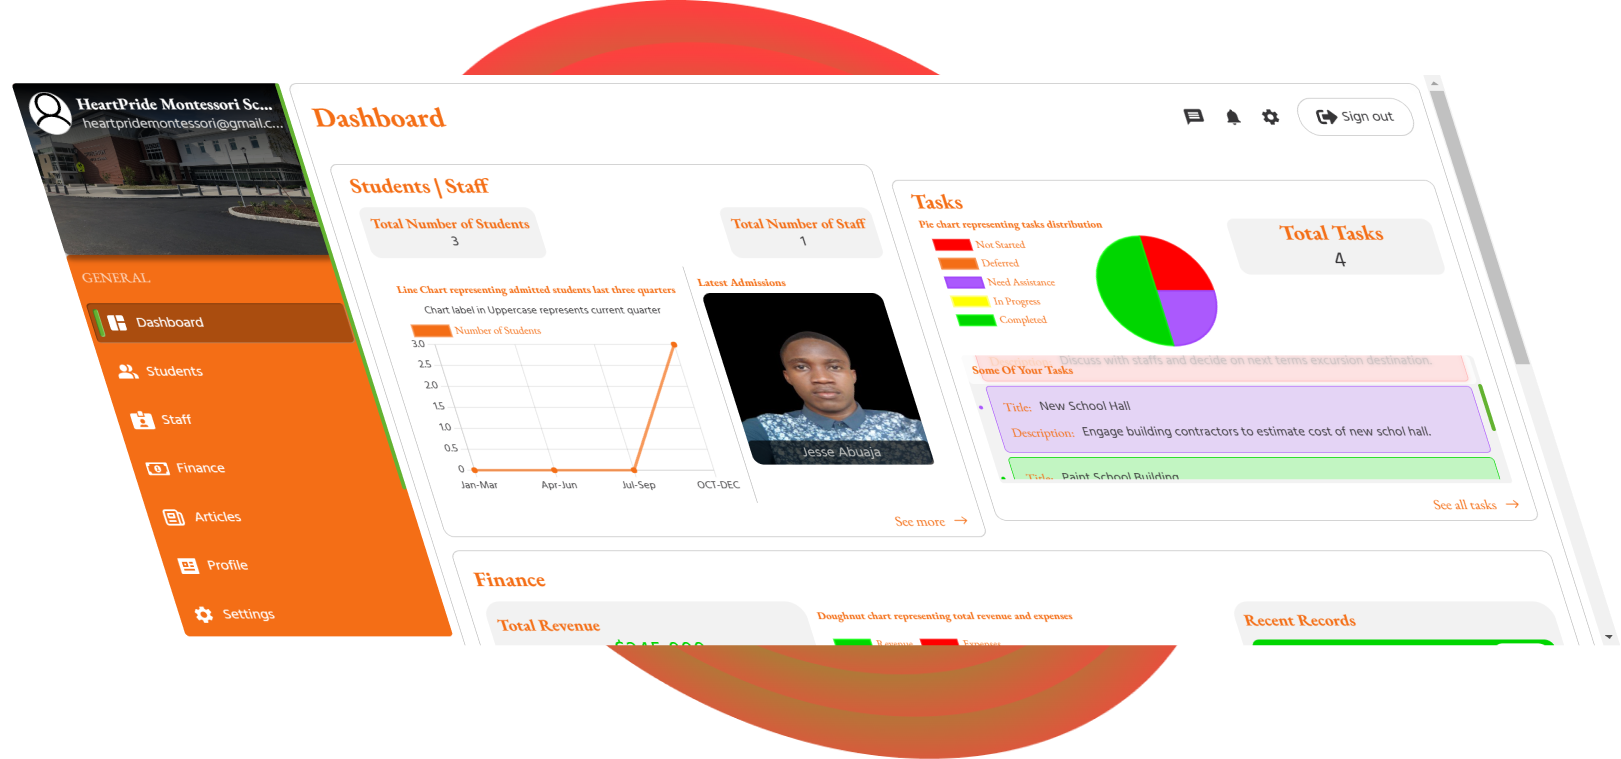 HeartPride Montessori Sc...
heartpridemontessori@gmail.c...
GENERAL
Dashboard
Students
Staff
Finance
Articles
Profile
Settings
Dashboard
Sign out
Students | Staff
Total Number of Students
3
Total Number of Staff
1
Line Chart representing admitted students last three quarters
Chart label in Uppercase represents current quarter
Number of Students
3.0
2.5
2.0
1.5
1.0
0.5
0
Jan-Mar
Apr-Jun
Jul-Sep
OCT-DEC
Latest Admissions
Jesse Abuaja
See more
Tasks
Pie chart representing tasks distribution
Not Started
Deferred
Need Assistance
In Progress
Completed
Total Tasks
4
Description: Discuss with staffs and decide on next terms excursion destination.
Some Of Your Tasks
Title: New School Hall
Description: Engage building contractors to estimate cost of new schol hall.
Title: Paint School Building
See all tasks
Finance
Total Revenue
Doughnut chart representing total revenue and expenses
Revenue
Expenses
Recent Records